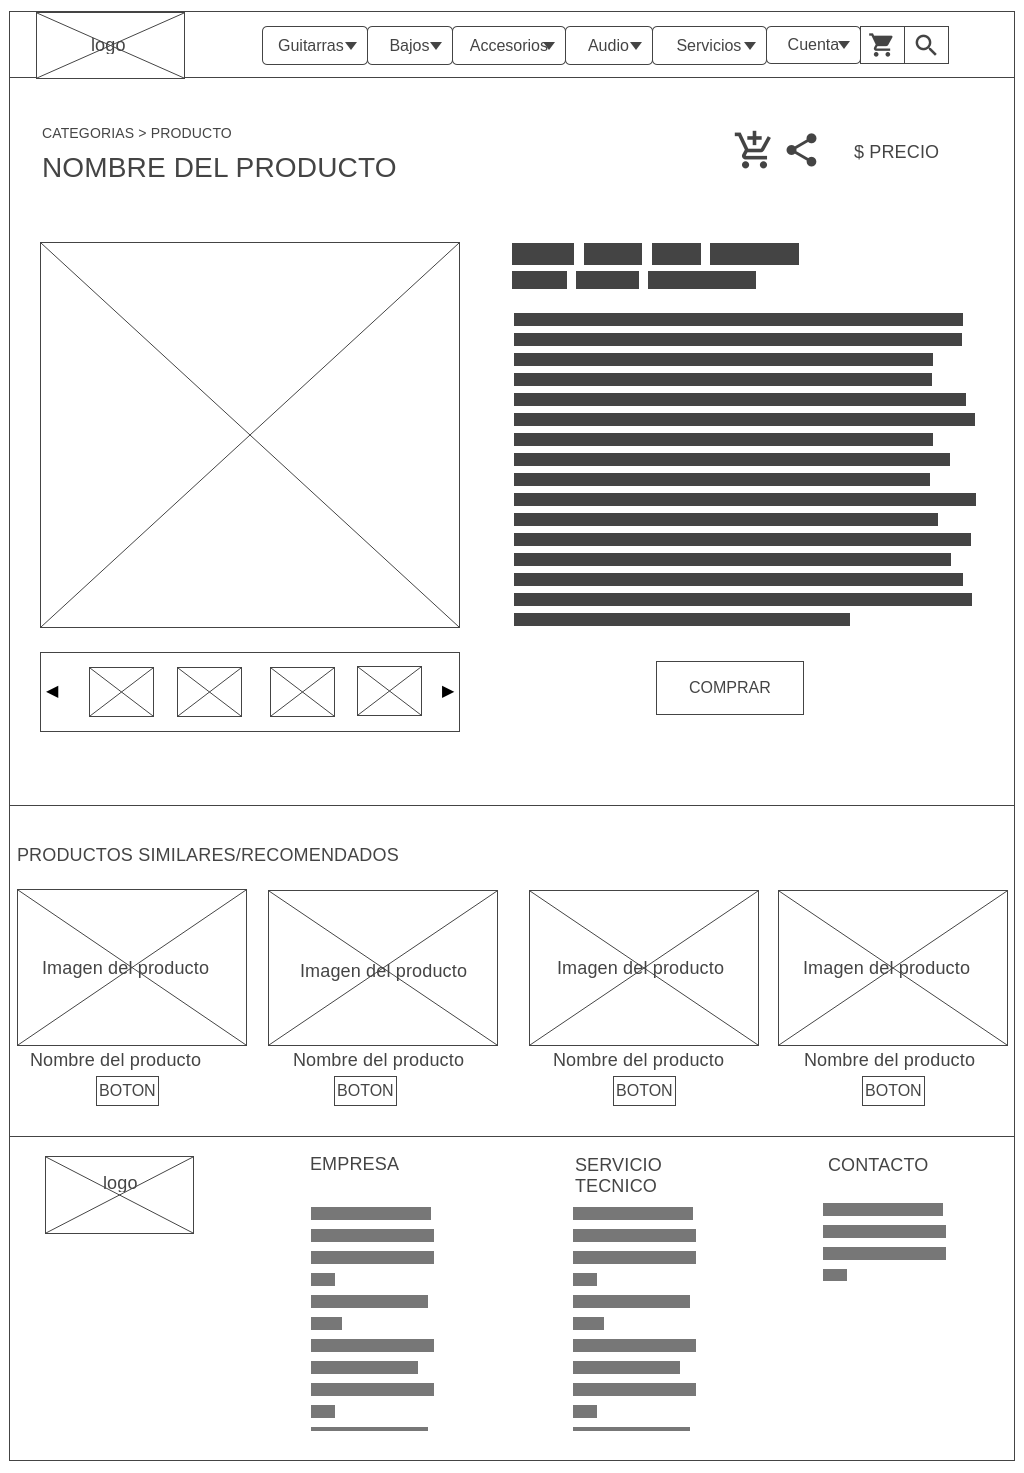 logo
Guitarras Bajos Accesorios Audio Servicios Cuenta
CATEGORIAS > PRODUCTO
NOMBRE DEL PRODUCTO
$ PRECIO
COMPRAR
PRODUCTOS SIMILARES/RECOMENDADOS
Imagen del producto Imagen del producto Imagen del producto Imagen del producto
Nombre del producto Nombre del producto Nombre del producto Nombre del producto
BOTON BOTON BOTON BOTON
logo
EMPRESA
SERVICIO
TECNICO
CONTACTO